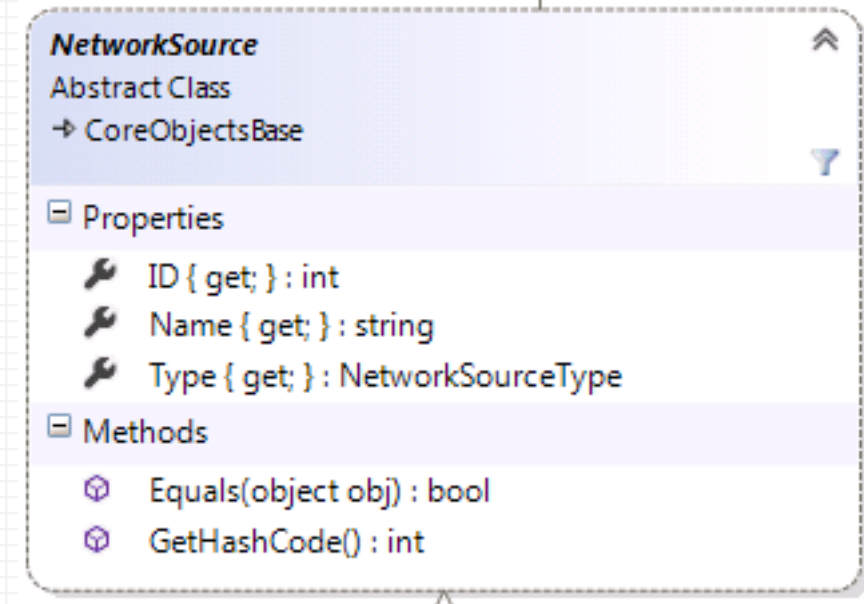 NetworkSource
Abstract Class
CoreObjectsBase
Properties
ID { get; } : int
Name { get; } : string
Type { get; } : NetworkSourceType
Methods
Equals(object obj) : bool
GetHashCode() : int